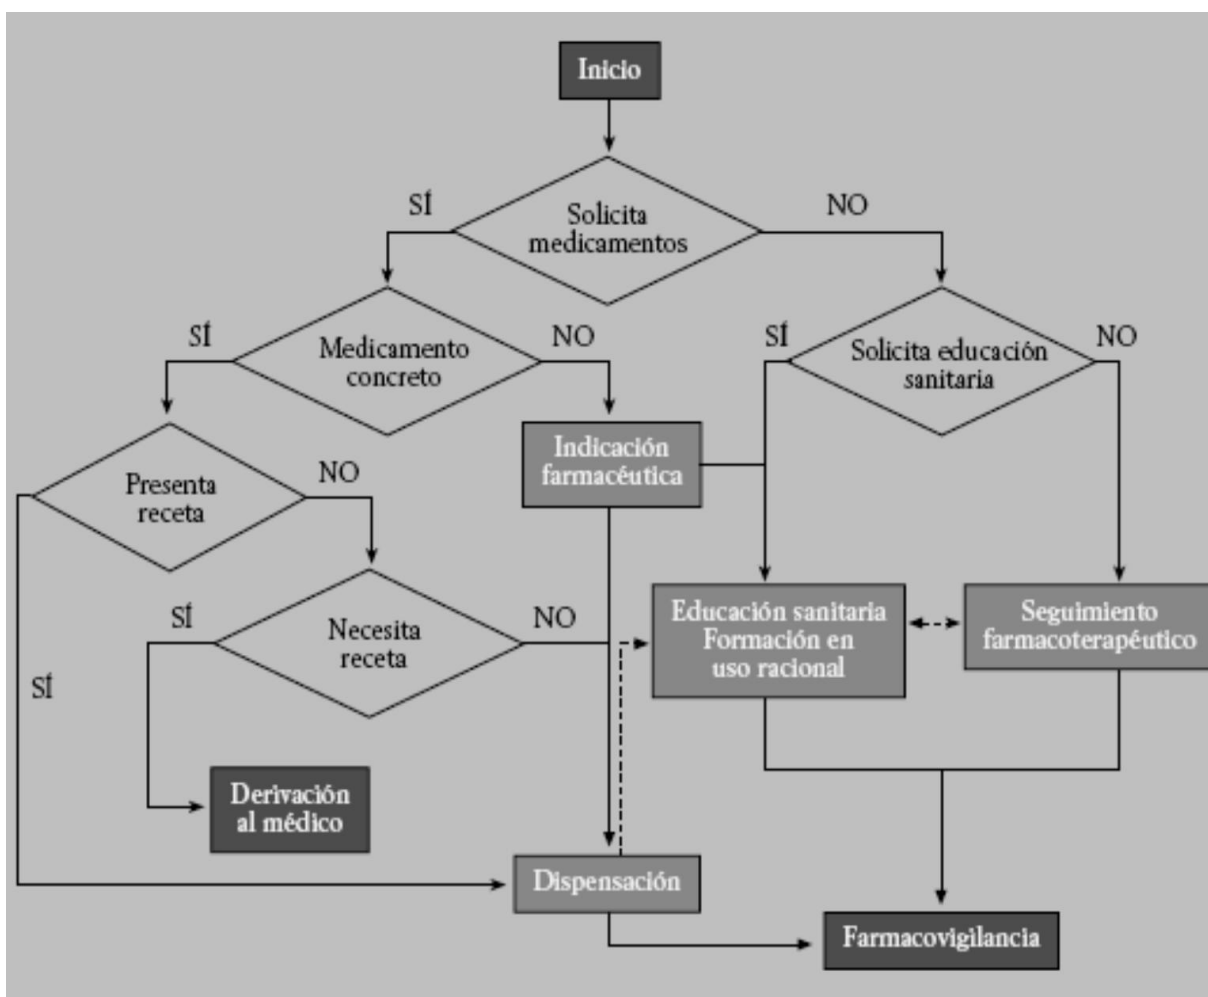 Inicio
SÍ
Solicita
medicamentos
NO
SÍ
Medicamento
concreto
NO
SÍ
Solicita educación
sanitaria
NO
Presenta
receta
NO
Indicación
farmacéutica
SÍ
SÍ
Necesita
receta
NO
Educación sanitaria
Formación en
uso racional
Seguimiento
farmacoterapéutico
Derivación
al médico
Dispensación
Farmacovigilancia